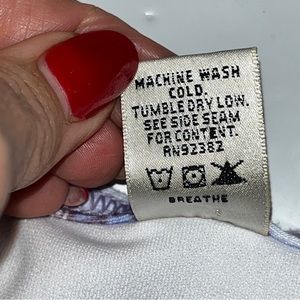 MACHINE WASH
COLD.
TUMBLE DRY LOW.
SEE SIDE SEAM
FOR CONTENT.
RN92382
BREATHE